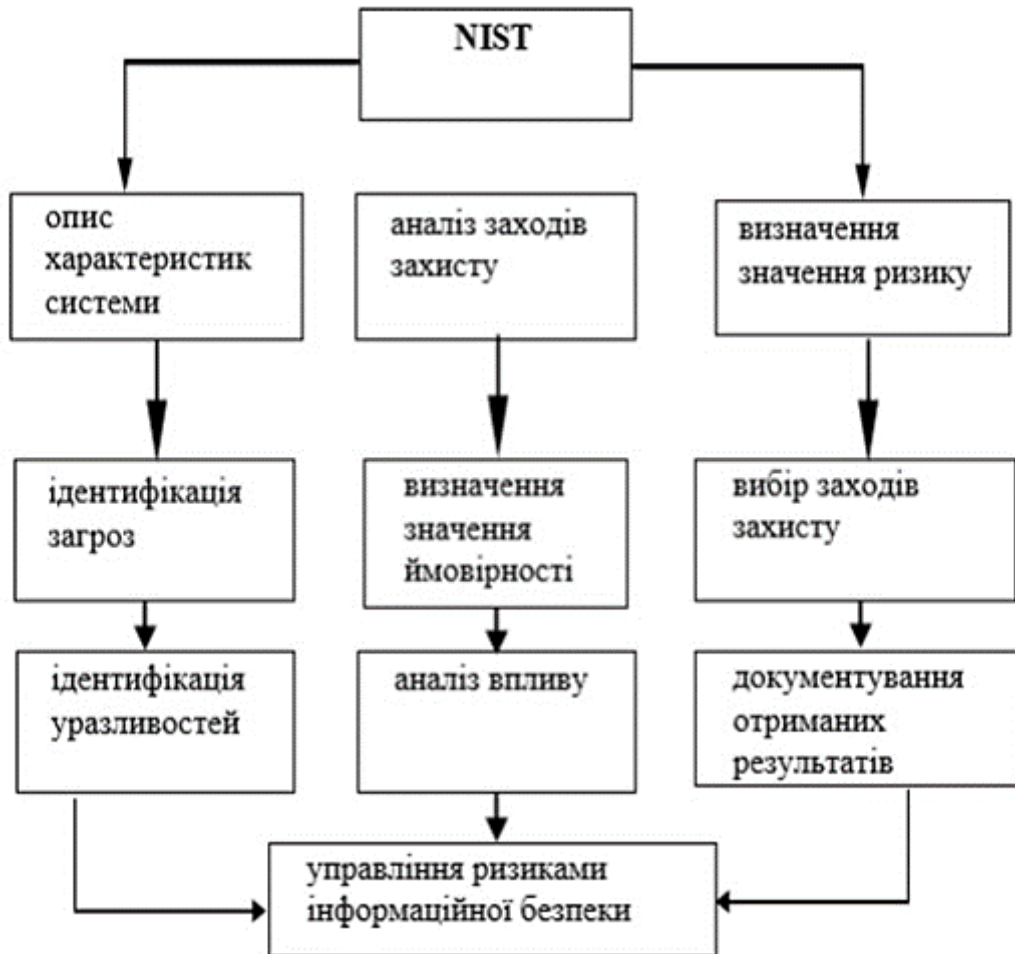 NIST
опис
характеристик
системи
аналіз заходів
захисту
визначення
значення ризику
ідентифікація
загроз
визначення
значення
ймовірності
вибір заходів
захисту
ідентифікація
уразливостей
аналіз впливу
документування
отриманих
результатів
управління ризиками
інформаційної безпеки